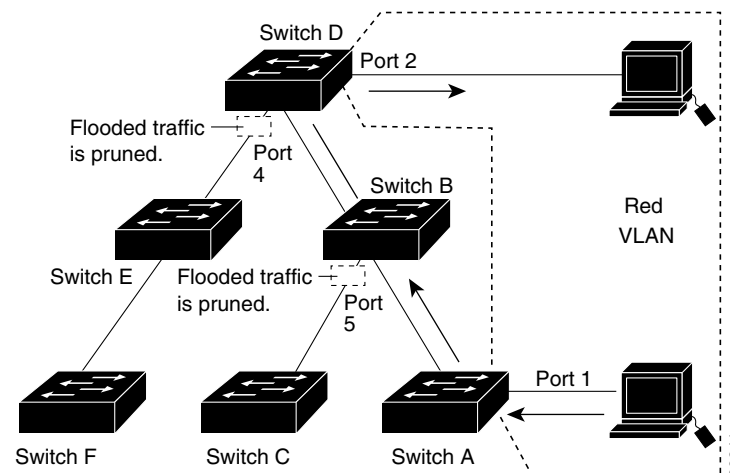 Switch D
Port 2
Flooded traffic
is pruned.
Port
4
Switch B
Red
VLAN
Switch E
Flooded traffic
is pruned.
Port
5
Port 1
Switch F
Switch C
Switch A